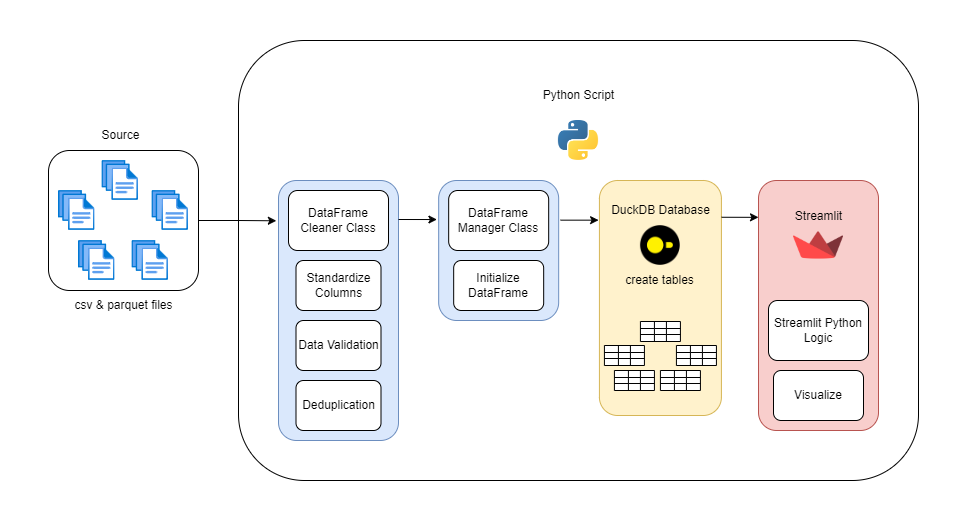 Python Script
Source
csv & parquet files
DataFrame
Cleaner Class
Standardize
Columns
Data Validation
Deduplication
DataFrame
Manager Class
Initialize
DataFrame
DuckDB Database
create tables
Streamlit
Streamlit Python
Logic
Visualize